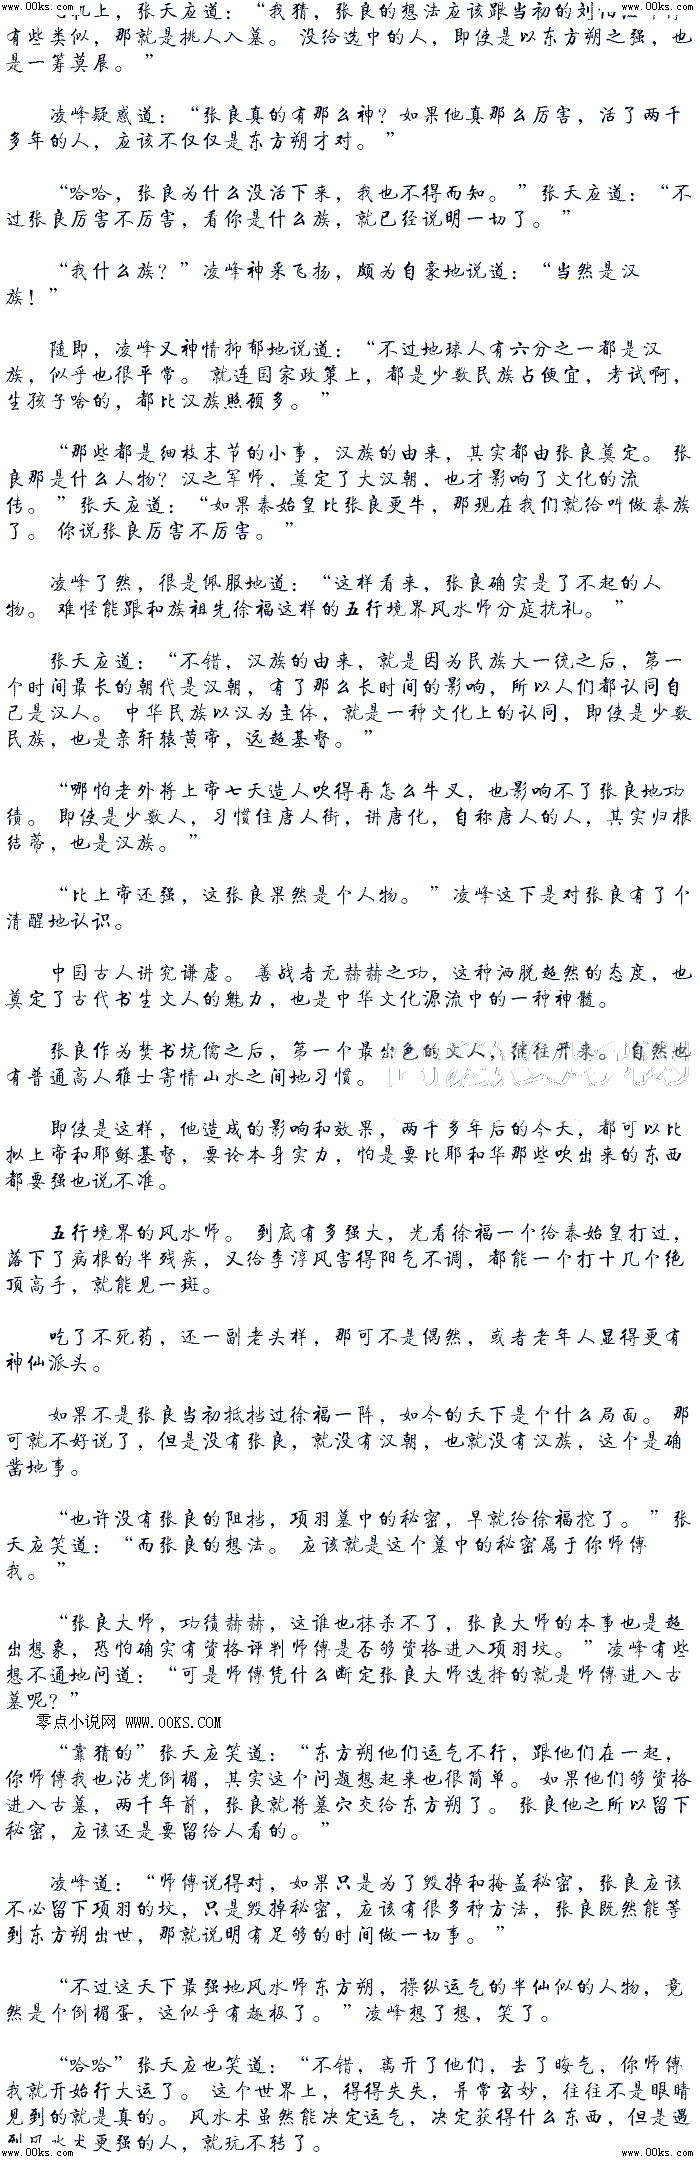 www.00ks.com www.00ks.com
飞机上，张天应道：“我猜，张良的想法应该跟当初的刘
有些类似，那就是挑人入墓。没给选中的人，即使是以东方朔之强，也
是一筹莫展。”
凌峰疑惑道：“张良真的有那么神？如果他真那么厉害，活了两千
多年的人，应该不仅仅是东方朔才对。”
“哈哈，张良为什么没活下来，我也不得而知。”张天应道：“不
过张良厉害不厉害，看你是什么族，就已经说明一切了。”
“我什么族？”凌峰神采飞扬，颇为自豪地说道：“当然是汉
族！”
随即，凌峰又神情抑郁地说道：“不过地球人有六分之一都是汉
族，似乎也很平常。就连国家政策上，都是少数民族占便宜，考试啊，
生孩子啥的，都比汉族照顾多。”
“那些都是细枝末节的小事，汉族的由来，其实都由张良奠定。张
良那是什么人物？汉之军师，奠定了大汉朝，也才影响了文化的流
传。”张天应道：“如果秦始皇比张良更牛，那现在我们就给叫做秦族
了。你说张良厉害不厉害。”
凌峰了然，很是佩服地道：“这样看来，张良确实是了不起的人
物。难怪能跟和族祖先徐福这样的五行境界风水师分庭抗礼。”
张天应道：“不错，汉族的由来，就是因为民族大一统之后，第一
个时间最长的朝代是汉朝，有了那么长时间的影响，所以人们都认同自
己是汉人。中华民族以汉为主体，就是一种文化上的认同，即使是少数
民族，也是亲轩辕黄帝，远超基督。”
“哪怕老外将上帝七天造人吹得再怎么牛叉，也影响不了张良地功
绩。即使是少数人，习惯住唐人街，讲唐化，自称唐人的人，其实归根
结蒂，也是汉族。”
“比上帝还强，这张良果然是个人物。”凌峰这下是对张良有了个
清醒地认识。
中国古人讲究谦虚。善战者无赫赫之功，这种洒脱超然的态度，也
奠定了古代书生文人的魅力，也是中华文化源流中的一种神髓。
张良作为焚书坑儒之后，第一个最出色的文人，继往开来。自然也
有普通高人雅士寄情山水之间地习惯。
即使是这样，他造成的影响和效果，两千多年后的今天，都可以比
拟上帝和耶稣基督，要论本身实力，怕是要比耶和华那些吹出来的东西
都要强也说不准。
五行境界的风水师。到底有多强大，光看徐福一个给秦始皇打过，
落下了病根的半残疾，又给李淳风害得阳气不调，都能一个打十几个绝
顶高手，就能见一斑。
吃了不死药，还一副老头样，那可不是偶然，或者老年人显得更有
神仙派头。
如果不是张良当初抵挡过徐福一阵，如今的天下是个什么局面。那
可就不好说了，但是没有张良，就没有汉朝，也就没有汉族，这个是确
凿地事。
“也许没有张良的阻挡，项羽墓中的秘密，早就给徐福挖了。”张
天应笑道：“而张良的想法。应该就是这个墓中的秘密属于你师傅
我。”
“张良大师，功绩赫赫，这谁也抹杀不了，张良大师的本事也是超
出想象，恐怕确实有资格评判师傅是否够资格进入项羽坟。”凌峰有些
想不通地问道：“可是师傅凭什么断定张良大师选择的就是师傅进入古
墓呢？”
零点小说网 www.00KS.COM
“靠猜的”张天应笑道：“东方朔他们运气不行，跟他们在一起，
你师傅我也沾光倒楣，其实这个问题想起来也很简单。如果他们够资格
进入古墓，两千年前，张良就将墓穴交给东方朔了。张良他之所以留下
秘密，应该还是要留给人看的。”
凌峰道：“师傅说得对，如果只是为了毁掉和掩盖秘密，张良应该
不必留下项羽的坟，只是毁掉秘密，应该有很多种方法，张良既然能等
到东方朔出世，那就说明有足够的时间做一切事。”
“不过这天下最强地风水师东方朔，操纵运气的半仙似的人物，竟
然是个倒楣蛋，这似乎有趣极了。”凌峰想了想，笑了。
“哈哈”张天应也笑道：“不错，离开了他们，去了晦气，你师傅
我就开始行大运了。这个世界上，得得失失，异常玄妙，往往不是眼睛
见到的就是真的。风水术虽然能决定运气，决定获得什么东西，但是遇
到风水术更强的人，就玩不转了。
www.00ks.com www.00ks.com